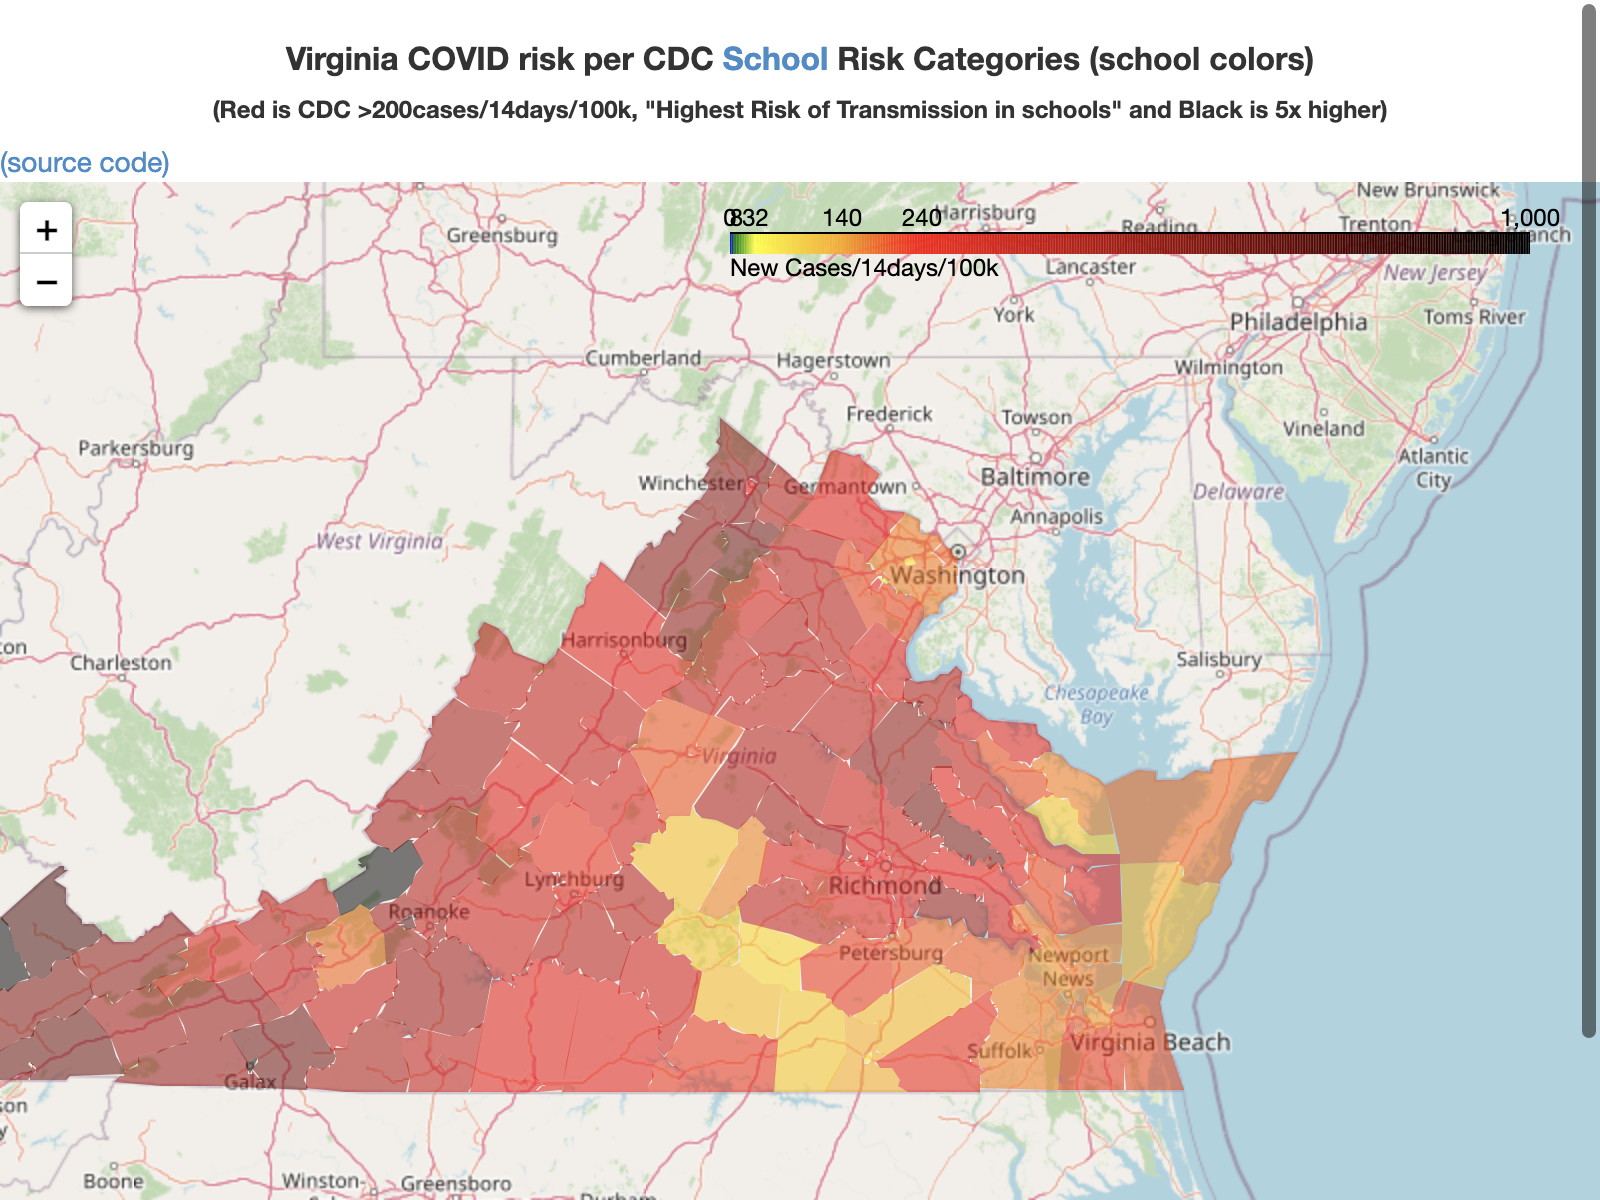 Virginia COVID risk per CDC School Risk Categories (school colors)
(Red is CDC >200cases/14days/100k, "Highest Risk of Transmission in schools" and Black is 5x higher)
(source code)
+
−
New Brunswick
0 8 32 140 240 1,000
Harrisburg
Reading
Trenton
Greensburg
New Cases/14days/100k
Lancaster
New Jersey
York
Philadelphia
Toms River
Cumberland
Hagerstown
Wilmington
Frederick
Towson
Vineland
Parkersburg
Atlantic
City
Winchester
Germantown
Baltimore
Delaware
Annapolis
West Virginia
Washington
Harrisonburg
Charleston
Salisbury
Chesapeake
Bay
Virginia
Lynchburg
Richmond
Roanoke
Petersburg
Newport
News
Virginia Beach
Suffolk
Galax
Boone
Winston-
Greensboro
Durham